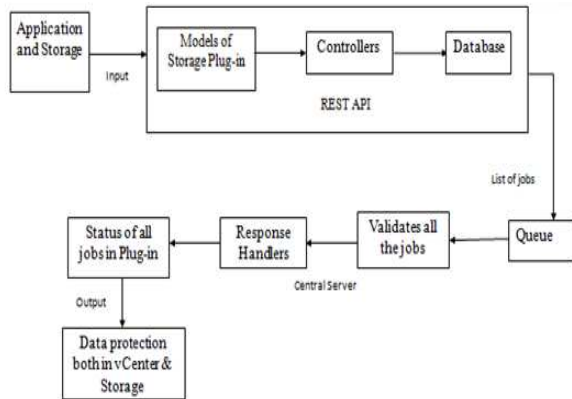 Application
and Storage
Input
Models of
Storage Plug-in
Controllers
Database
REST API
List of jobs
Queue
Validates all
the jobs
Response
Handlers
Status of all
jobs in Plug-in
Central Server
Output
Data protection
both in vCenter &
Storage